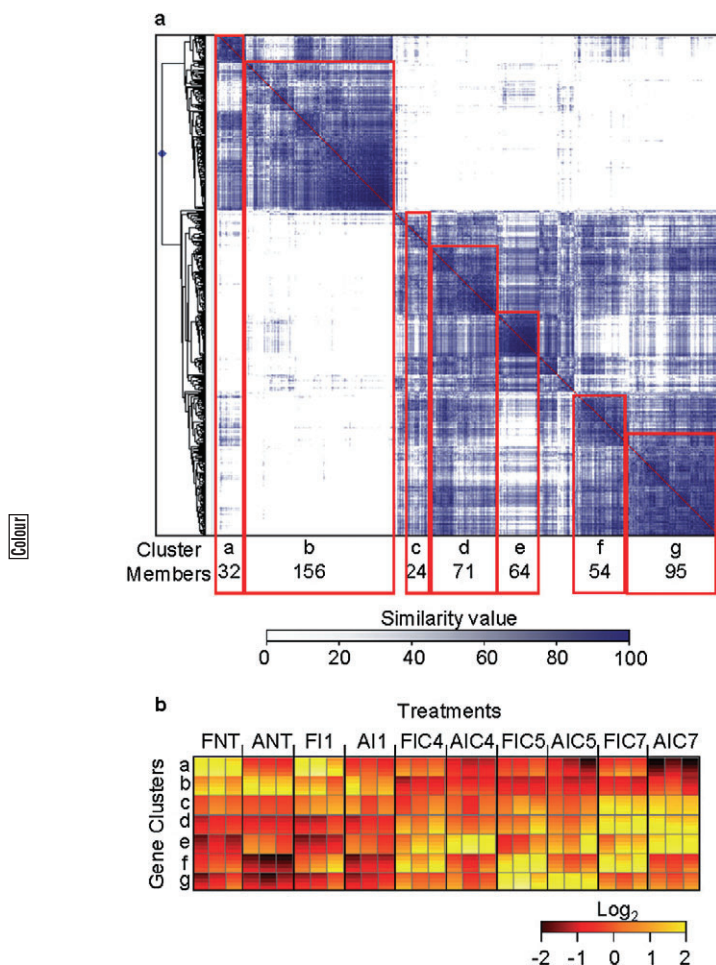 a
Colour
Cluster a b c d e f g
Members 32 156 24 71 64 54 95
Similarity value
0 20 40 60 80 100
b
Treatments
FNT ANT FI1 AI1 FIC4 AIC4 FIC5 AIC5 FIC7 AIC7
Gene Clusters
a
b
c
d
e
f
g
Log2
-2 -1 0 1 2